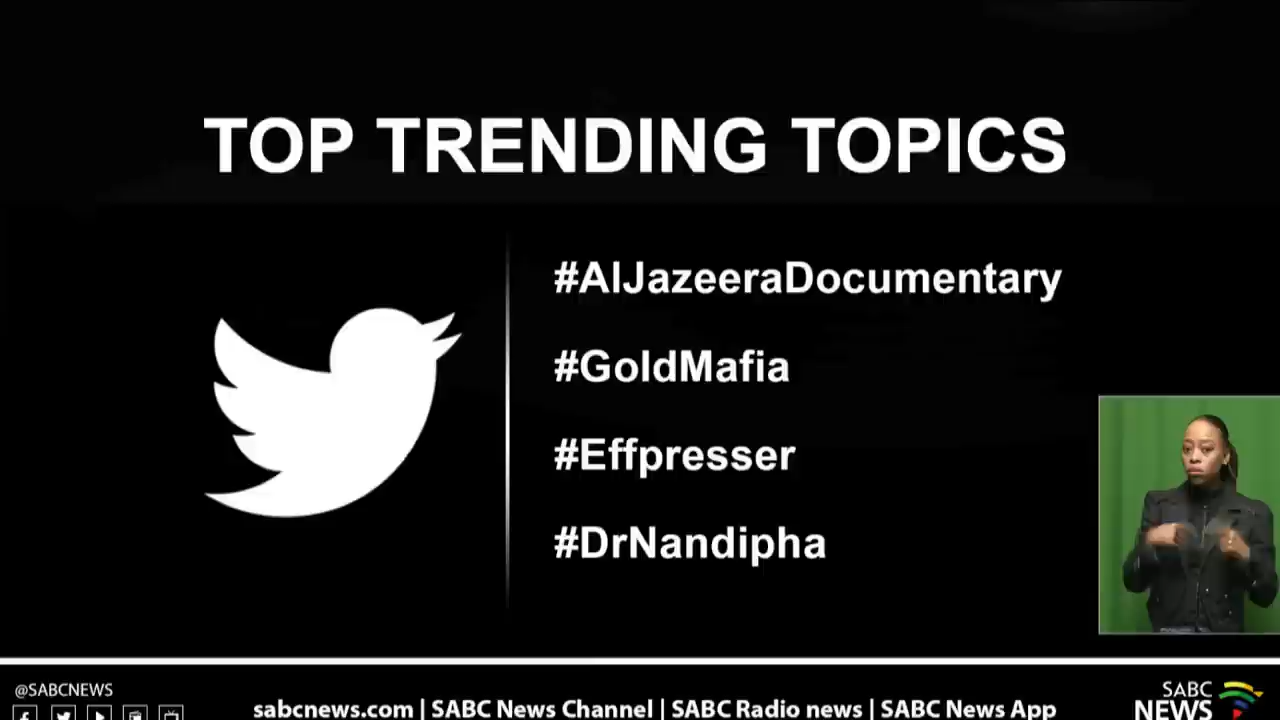 TOP TRENDING TOPICS
#AlJazeeraDocumentary
#GoldMafia
#Effpresser
#DrNandipha
@SABCNEWS
sabcnews.com | SABC News Channel | SABC Radio news | SABC News App
SABC
NEWS